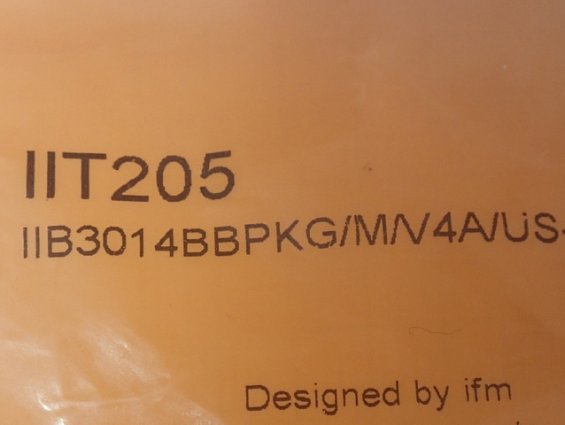 IIT205
IIB3014BBPKG/M/V4A/US-
Designed by ifm